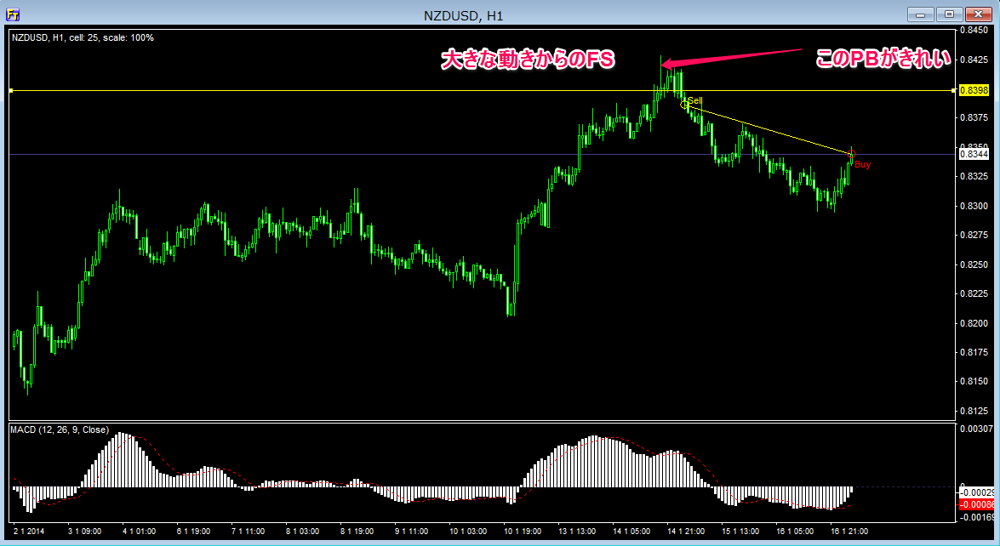 FT
NZDUSD, H1
NZDUSD, H1, cell: 25, scale: 100%
大きな動きからのFS
このPBがきれい
Sell
Buy
0.8450
0.8425
0.8398
0.8375
0.8350
0.8344
0.8325
0.8300
0.8275
0.8250
0.8225
0.8200
0.8175
0.8150
0.8125
MACD (12, 26, 9, Close)
0.00307
0
-0.00029
-0.00086
-0.00169
2 1 2014
3 1 09:00
4 1 01:00
6 1 19:00
7 1 11:00
8 1 03:00
8 1 19:00
9 1 11:00
10 1 03:00
10 1 19:00
13 1 13:00
14 1 05:00
14 1 21:00
15 1 13:00
16 1 05:00
16 1 21:00